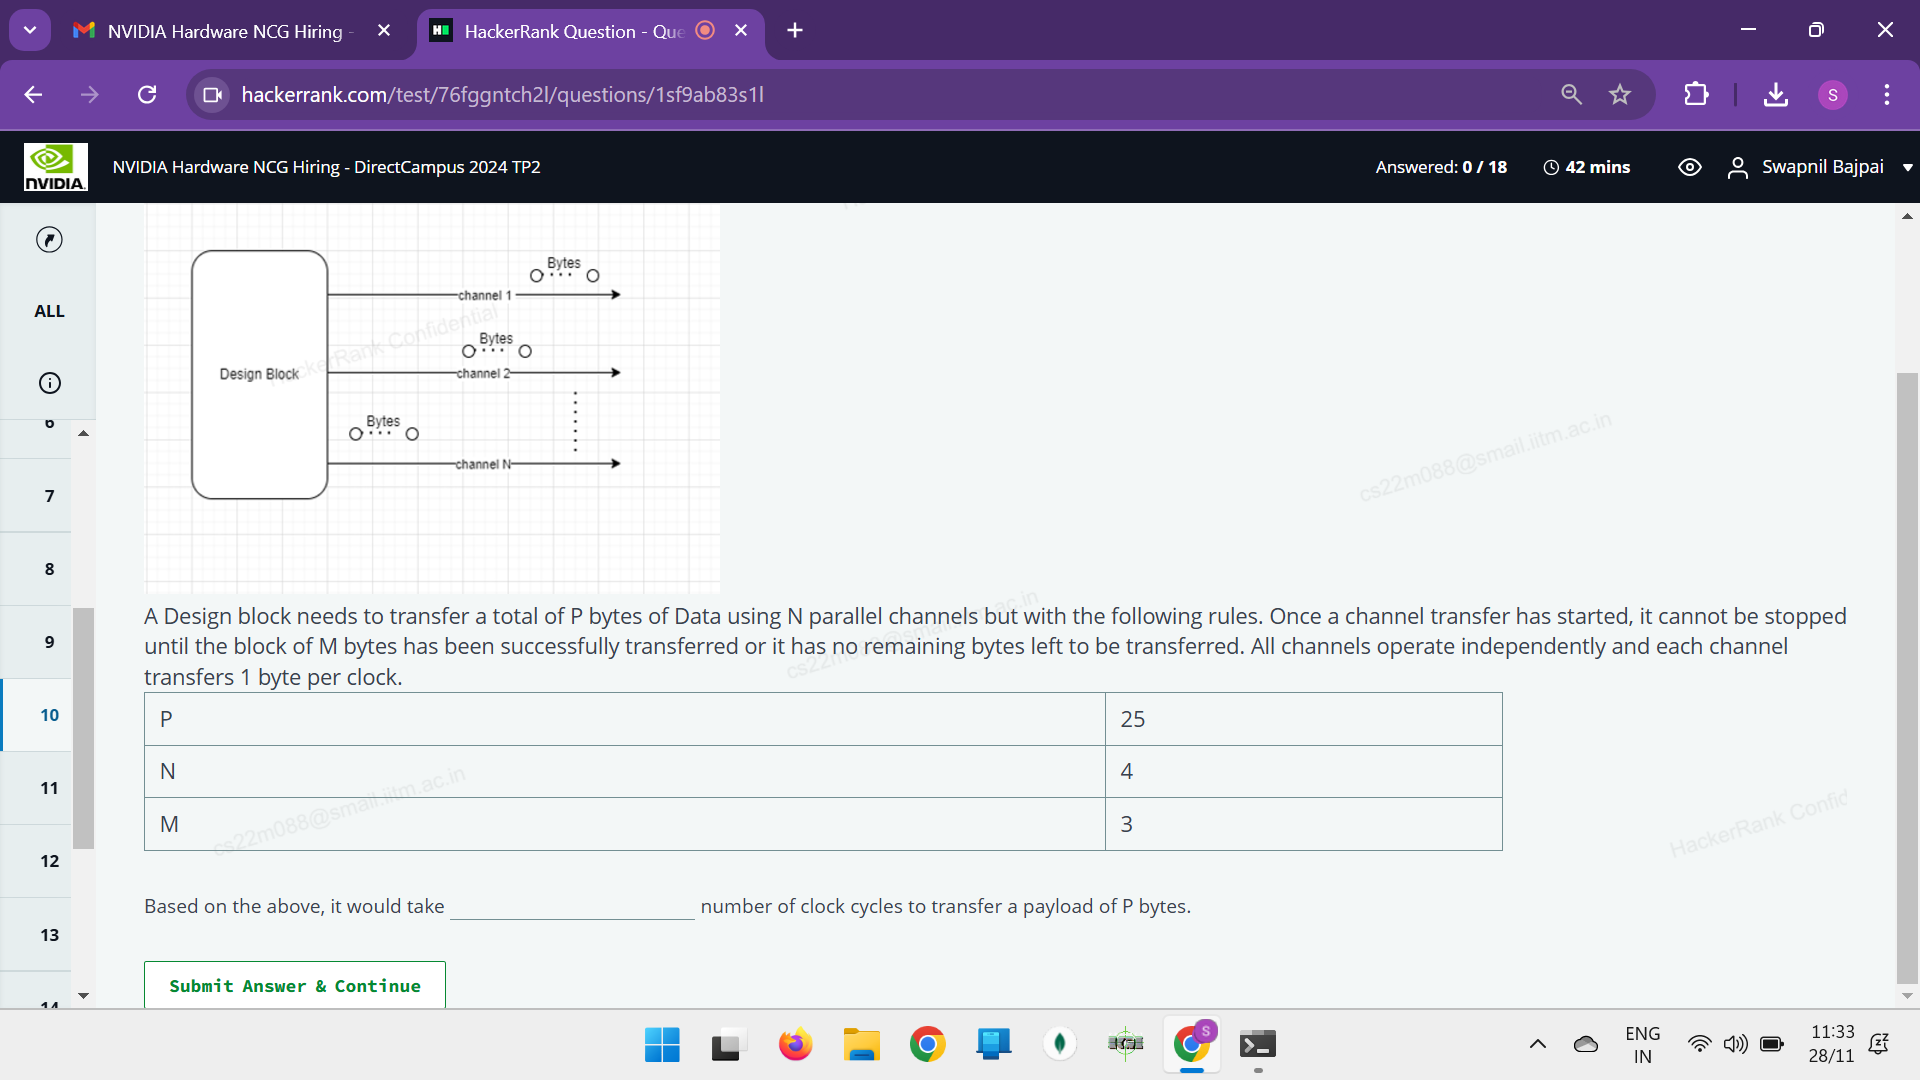 NVIDIA Hardware NCG Hiring -
HackerRank Question - Que
hackerrank.com/test/76fggntch2l/questions/1sf9ab83s1l
S
NVIDIA
NVIDIA Hardware NCG Hiring - DirectCampus 2024 TP2
Answered: 0 / 18
42 mins
Swapnil Bajpai
ALL
6
7
8
9
10
11
12
13
14
Bytes
channel 1
Bytes
channel 2
Design Block
Bytes
channel N
HackerRank Confidential
cs22m088@smail.iitm.ac.in
A Design block needs to transfer a total of P bytes of Data using N parallel channels but with the following rules. Once a channel transfer has started, it cannot be stopped
until the block of M bytes has been successfully transferred or it has no remaining bytes left to be transferred. All channels operate independently and each channel
transfers 1 byte per clock.
P 25
N 4
M 3
cs22m088@smail.iitm.ac.in
HackerRank Confid
Based on the above, it would take ____ number of clock cycles to transfer a payload of P bytes.
Submit Answer & Continue
S
ENG
IN
11:33
28/11